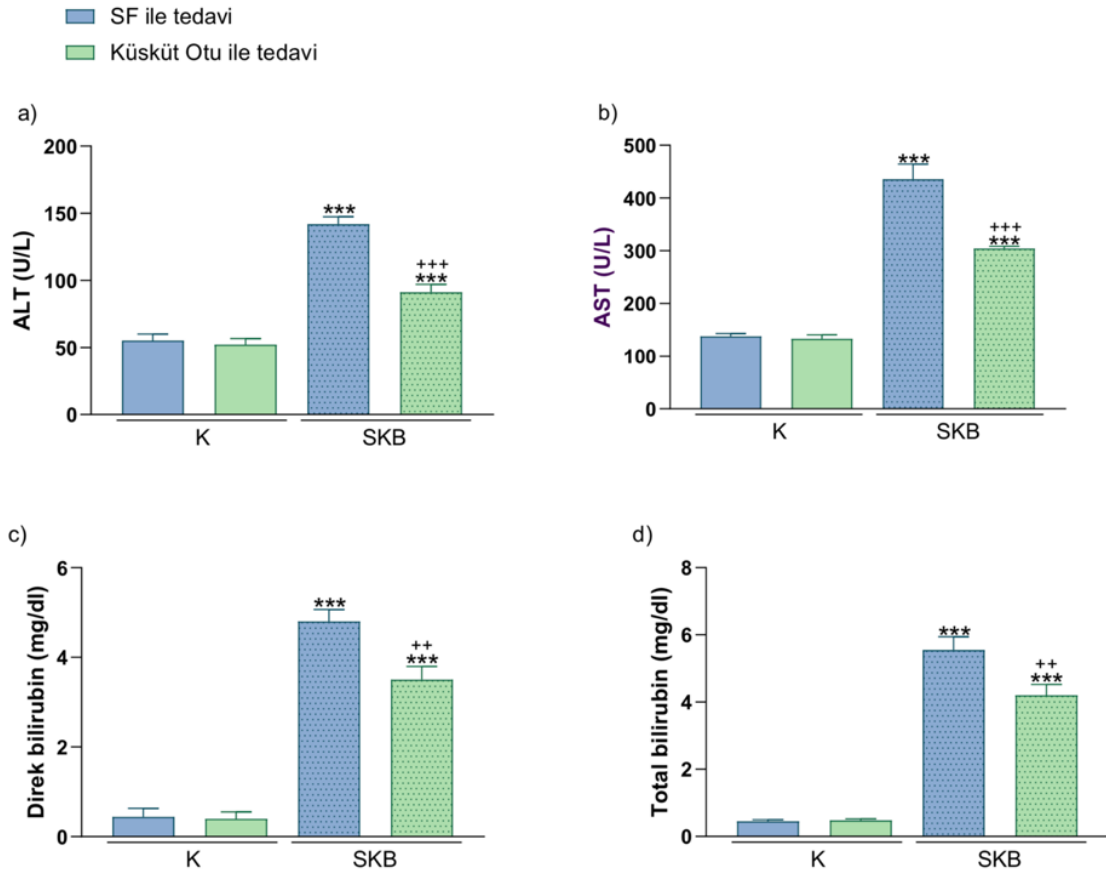 SF ile tedavi
Küsküt Otu ile tedavi
a)
ALT (U/L)
200
150
100
50
0
***
+++
***
K
SKB
b)
AST (U/L)
500
400
300
200
100
0
***
+++
***
K
SKB
c)
Direk bilirubin (mg/dl)
6
4
2
0
***
++
***
K
SKB
d)
Total bilirubin (mg/dl)
8
6
4
2
0
***
++
***
K
SKB